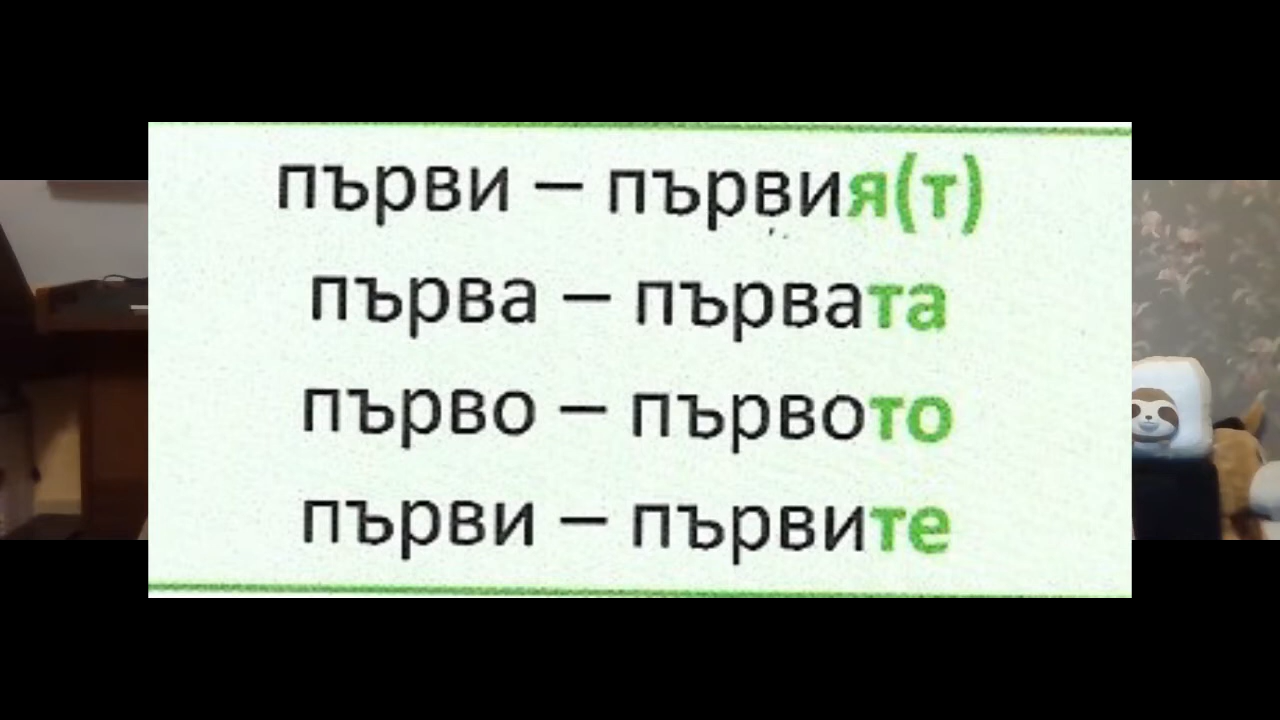 първи – първия(т)
първа – първата
първо – първото
първи – първите